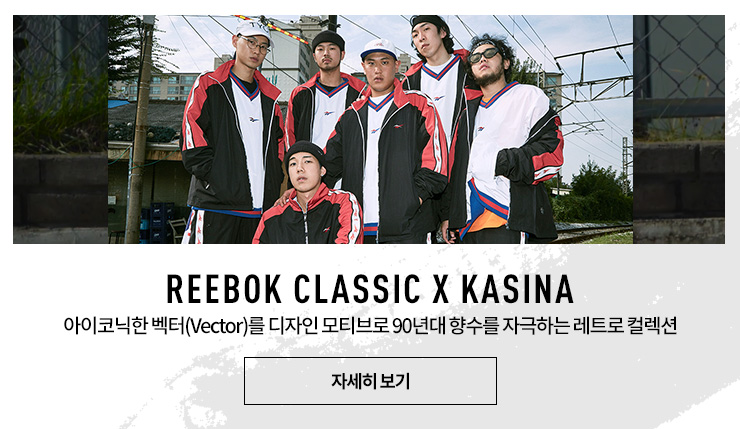 REEBOK CLASSIC X KASINA
아이코닉한 벡터(Vector)를 디자인 모티브로 90년대 향수를 자극하는 레트로 컬렉션
자세히 보기